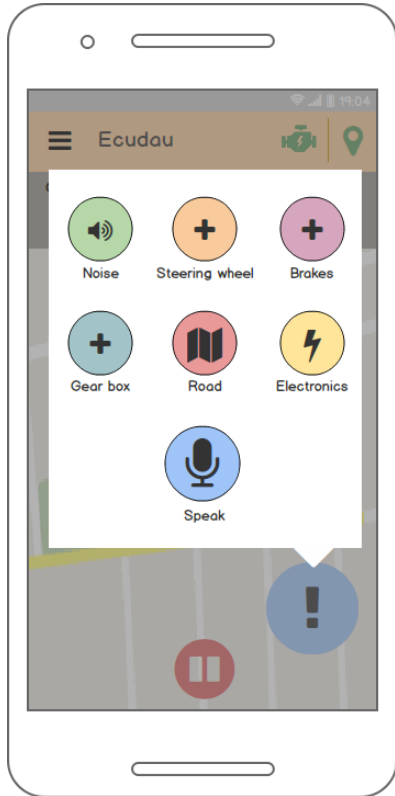 19:04
Ecudau
Noise Steering wheel Brakes
Gear box Road Electronics
Speak
!